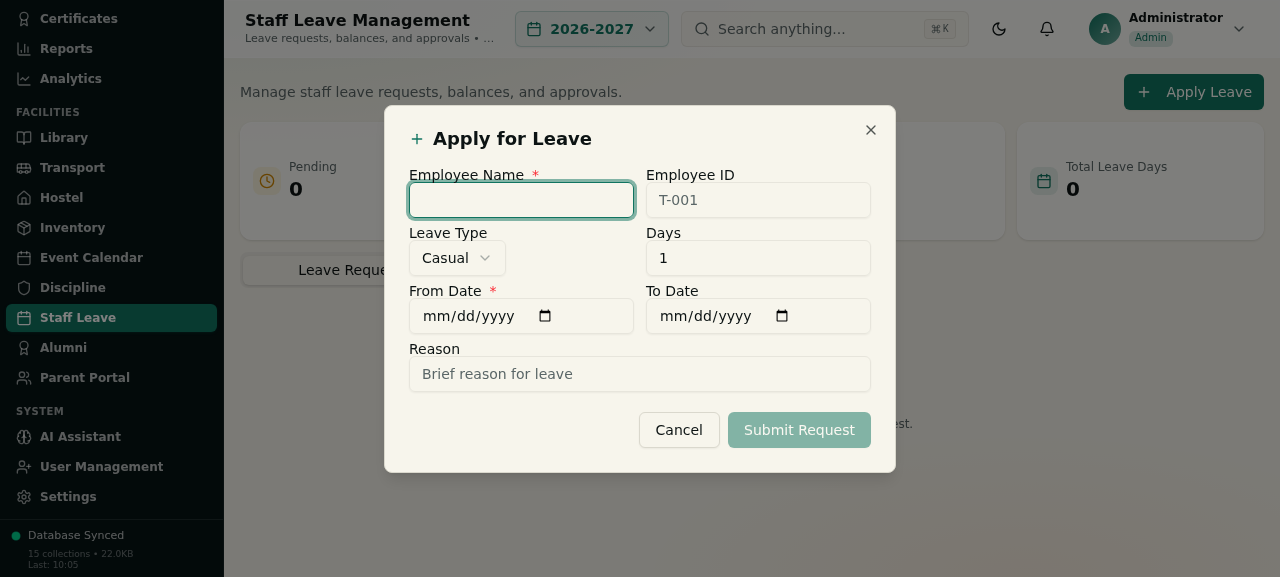 Certificates
Reports
Analytics
FACILITIES
Library
Transport
Hostel
Inventory
Event Calendar
Discipline
Staff Leave
Alumni
Parent Portal
SYSTEM
AI Assistant
User Management
Settings
Database Synced
15 collections • 22.0KB
Last: 10:05
Staff Leave Management
Leave requests, balances, and approvals • ...
2026-2027
Search anything...
⌘K
A
Administrator
Admin
Manage staff leave requests, balances, and approvals.
Apply Leave
Pending
0
Total Leave Days
0
Leave Reque
est.
Apply for Leave
Employee Name *
Employee ID
T-001
Leave Type
Days
Casual
1
From Date *
To Date
mm/dd/yyyy
mm/dd/yyyy
Reason
Brief reason for leave
Cancel
Submit Request